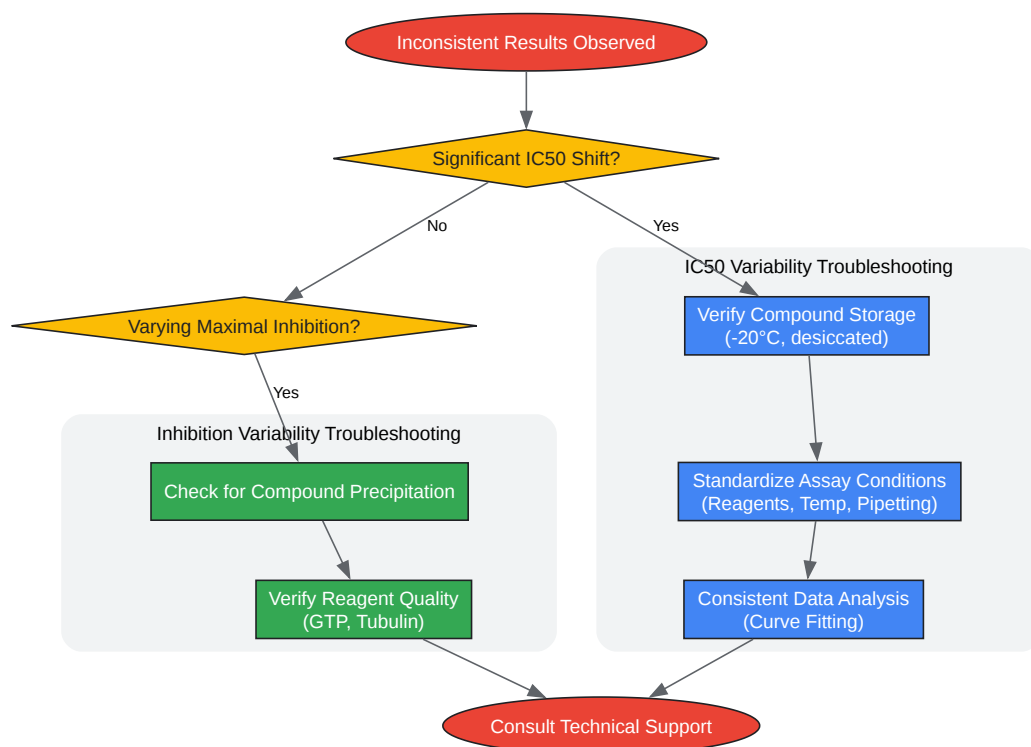 Inconsistent Results Observed
Significant IC50 Shift?
No
Yes
IC50 Variability Troubleshooting
Verify Compound Storage
(-20°C, desiccated)
Varying Maximal Inhibition?
Yes
Inhibition Variability Troubleshooting
Check for Compound Precipitation
Standardize Assay Conditions
(Reagents, Temp, Pipetting)
Verify Reagent Quality
(GTP, Tubulin)
Consistent Data Analysis
(Curve Fitting)
Consult Technical Support